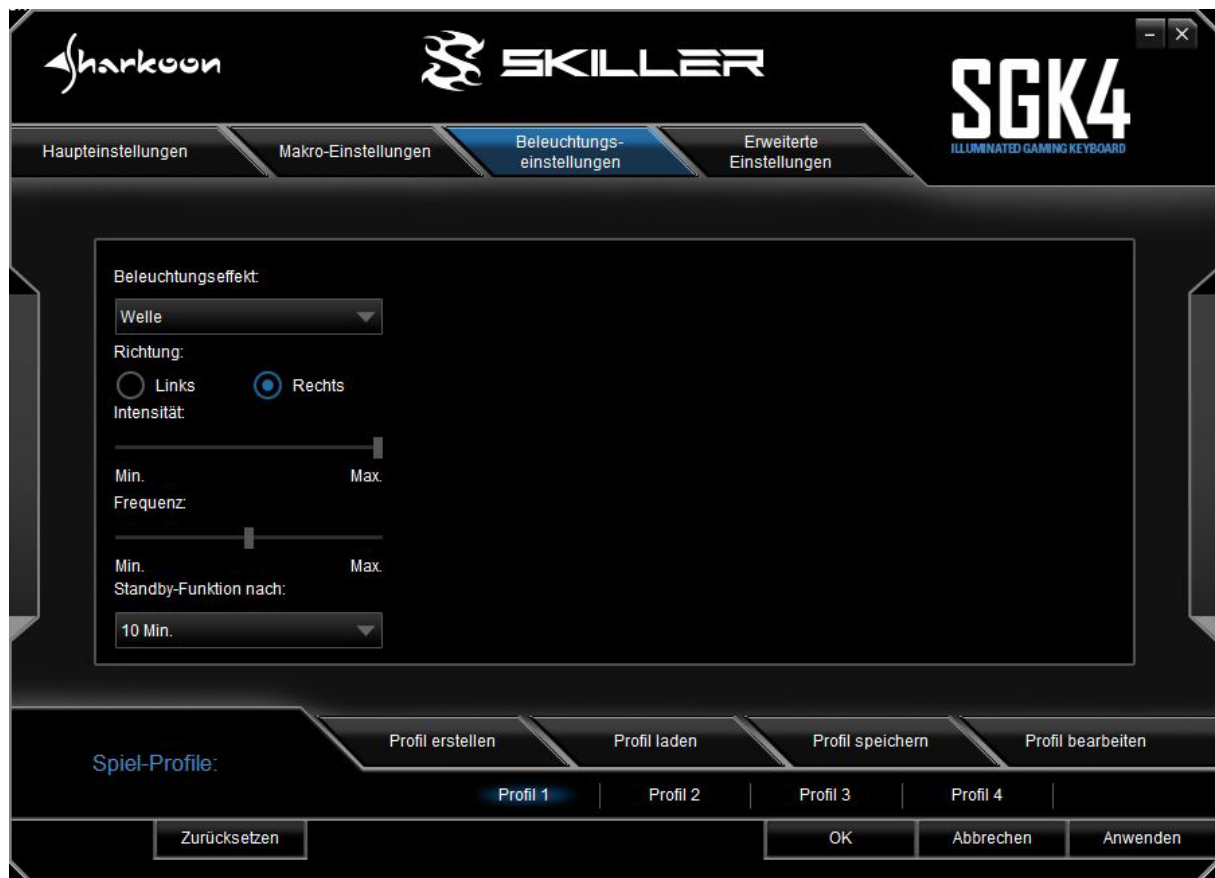 Sharkoon
SKILLER
SGK4
ILLUMINATED GAMING KEYBOARD
Haupteinstellungen
Makro-Einstellungen
Beleuchtungs-
einstellungen
Erweiterte
Einstellungen
Beleuchtungseffekt:
Welle
Richtung:
Links Rechts
Intensität:
Min. Max.
Frequenz:
Min. Max.
Standby-Funktion nach:
10 Min.
Profil erstellen Profil laden Profil speichern Profil bearbeiten
Spiel-Profile:
Profil 1 Profil 2 Profil 3 Profil 4
Zurücksetzen OK Abbrechen Anwenden